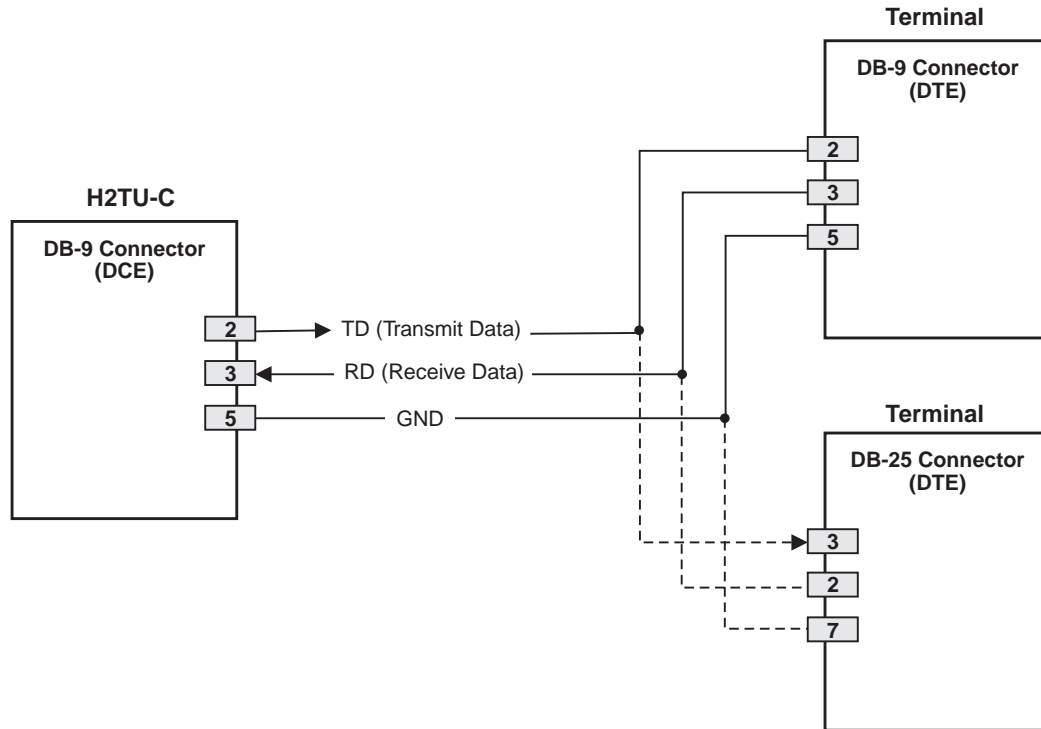 Terminal
DB-9 Connector
(DTE)
2
3
5
H2TU-C
DB-9 Connector
(DCE)
2
TD (Transmit Data)
3
RD (Receive Data)
5
GND
Terminal
DB-25 Connector
(DTE)
3
2
7